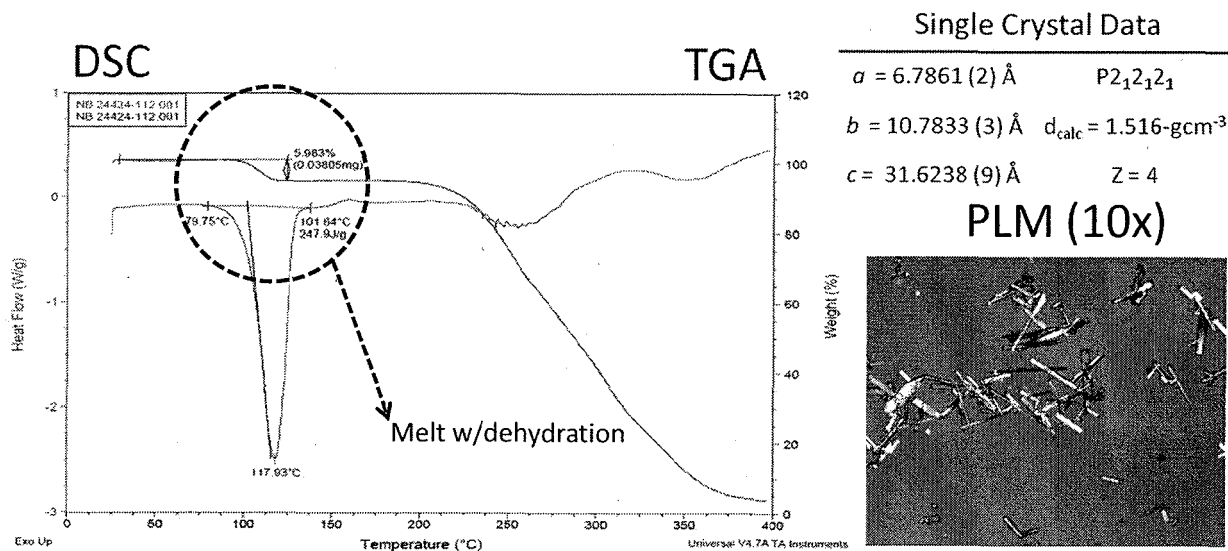 DSC
TGA
NB 24424-112.001
NB 24424-112.001
5.983%
(0.03805mg)
79.75°C
101.64°C
247.9J/g
117.93°C
Melt w/dehydration
Heat Flow (W/g)
1
0
-1
-2
-3
Weight (%)
120
100
80
60
40
20
0
0
50
100
150
200
250
300
350
400
Exo Up
Temperature (°C)
Universal V4.7A TA Instruments
Single Crystal Data
a = 6.7861 (2) Å P2₁2₁2₁
b = 10.7833 (3) Å d_calc = 1.516-gcm⁻³
c = 31.6238 (9) Å Z = 4
PLM (10x)